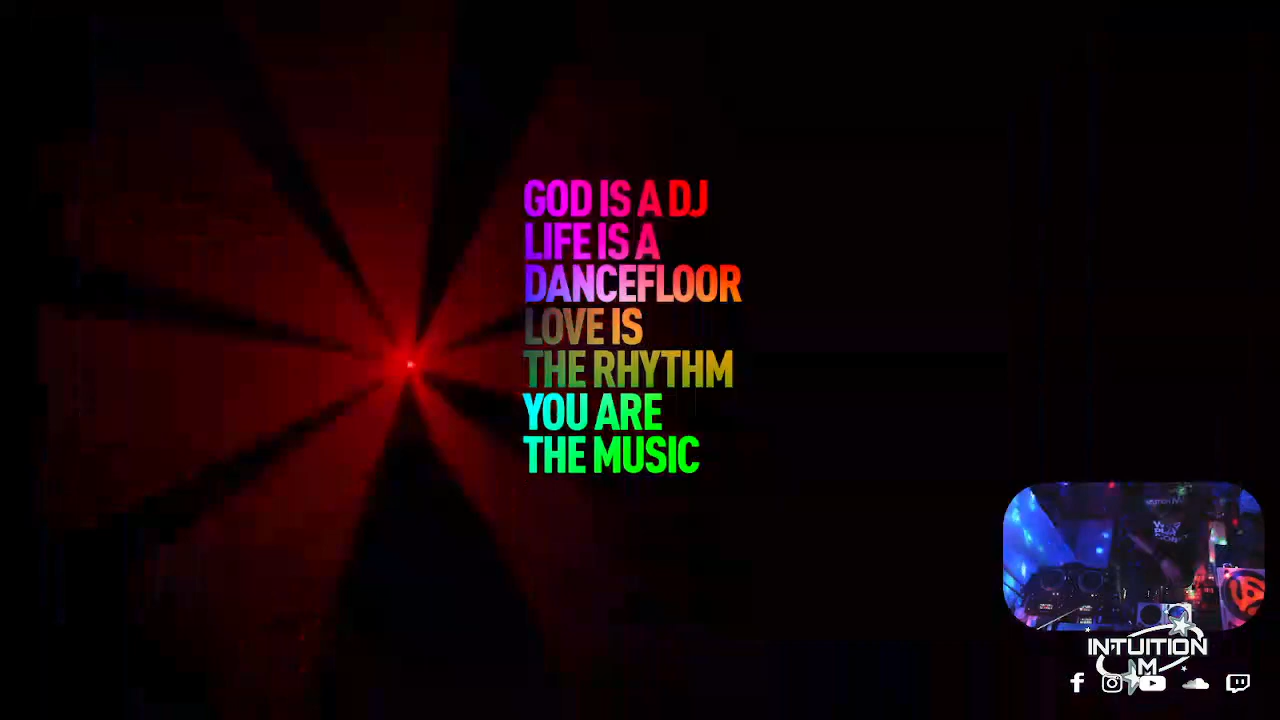 GOD IS A DJ
LIFE IS A
DANCEFLOOR
LOVE IS
THE RHYTHM
YOU ARE
THE MUSIC
INTUITION
M